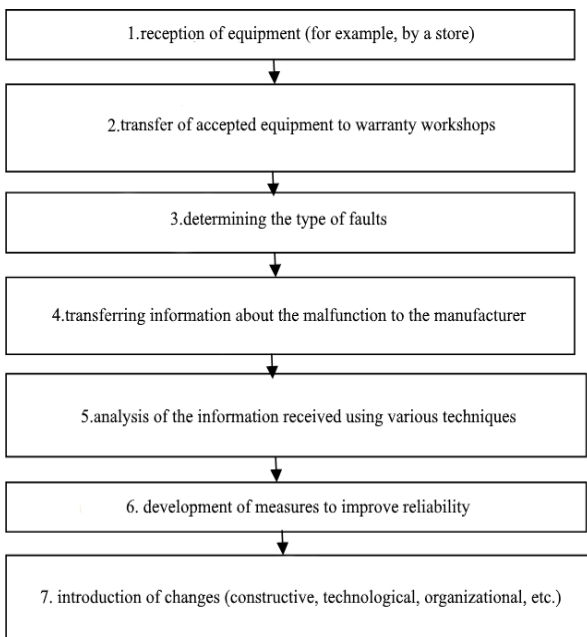 1.reception of equipment (for example, by a store)
2.transfer of accepted equipment to warranty workshops
3.determining the type of faults
4.transferring information about the malfunction to the manufacturer
5.analysis of the information received using various techniques
6. development of measures to improve reliability
7. introduction of changes (constructive, technological, organizational, etc.)